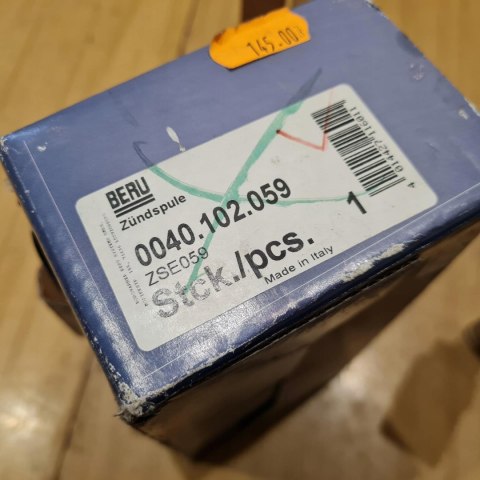 145.00
BERU
Zündspule
0040.102.059
ZSE059
Stck./pcs. 1
Made in Italy